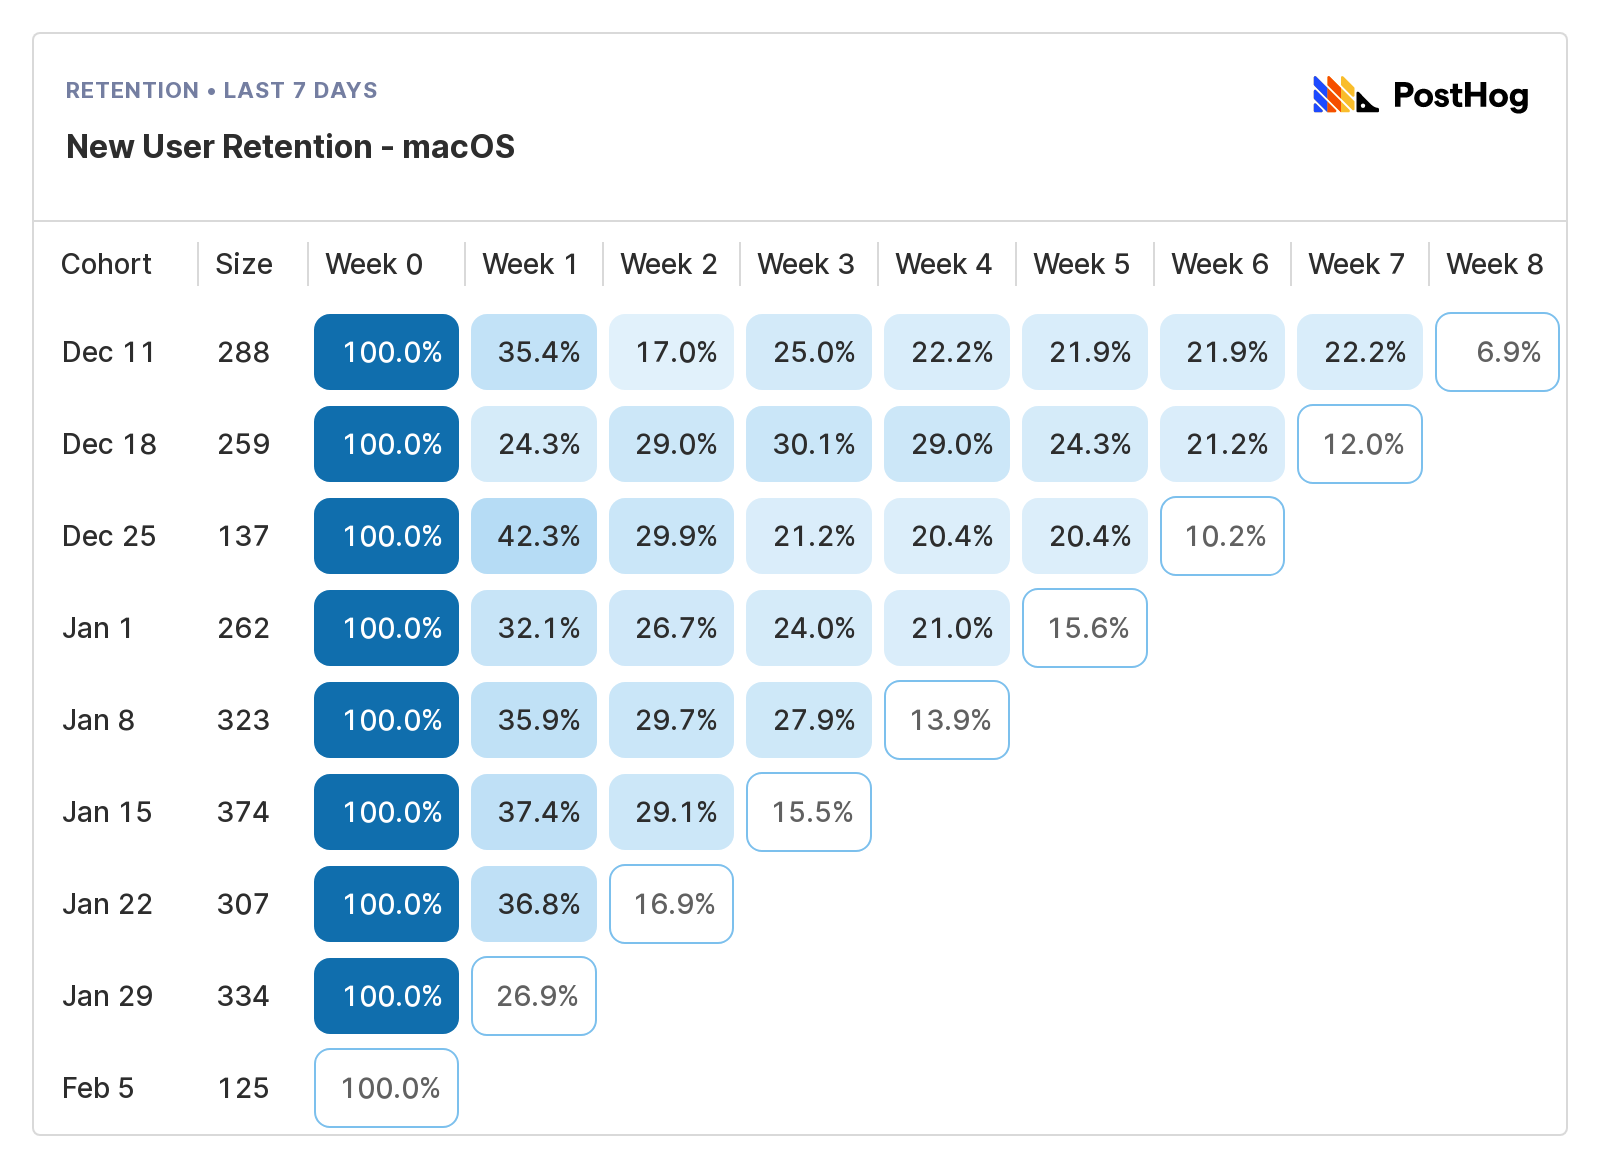 RETENTION • LAST 7 DAYS
PostHog
New User Retention - macOS
Cohort Size Week 0 Week 1 Week 2 Week 3 Week 4 Week 5 Week 6 Week 7 Week 8
Dec 11 288 100.0% 35.4% 17.0% 25.0% 22.2% 21.9% 21.9% 22.2% 6.9%
Dec 18 259 100.0% 24.3% 29.0% 30.1% 29.0% 24.3% 21.2% 12.0%
Dec 25 137 100.0% 42.3% 29.9% 21.2% 20.4% 20.4% 10.2%
Jan 1 262 100.0% 32.1% 26.7% 24.0% 21.0% 15.6%
Jan 8 323 100.0% 35.9% 29.7% 27.9% 13.9%
Jan 15 374 100.0% 37.4% 29.1% 15.5%
Jan 22 307 100.0% 36.8% 16.9%
Jan 29 334 100.0% 26.9%
Feb 5 125 100.0%